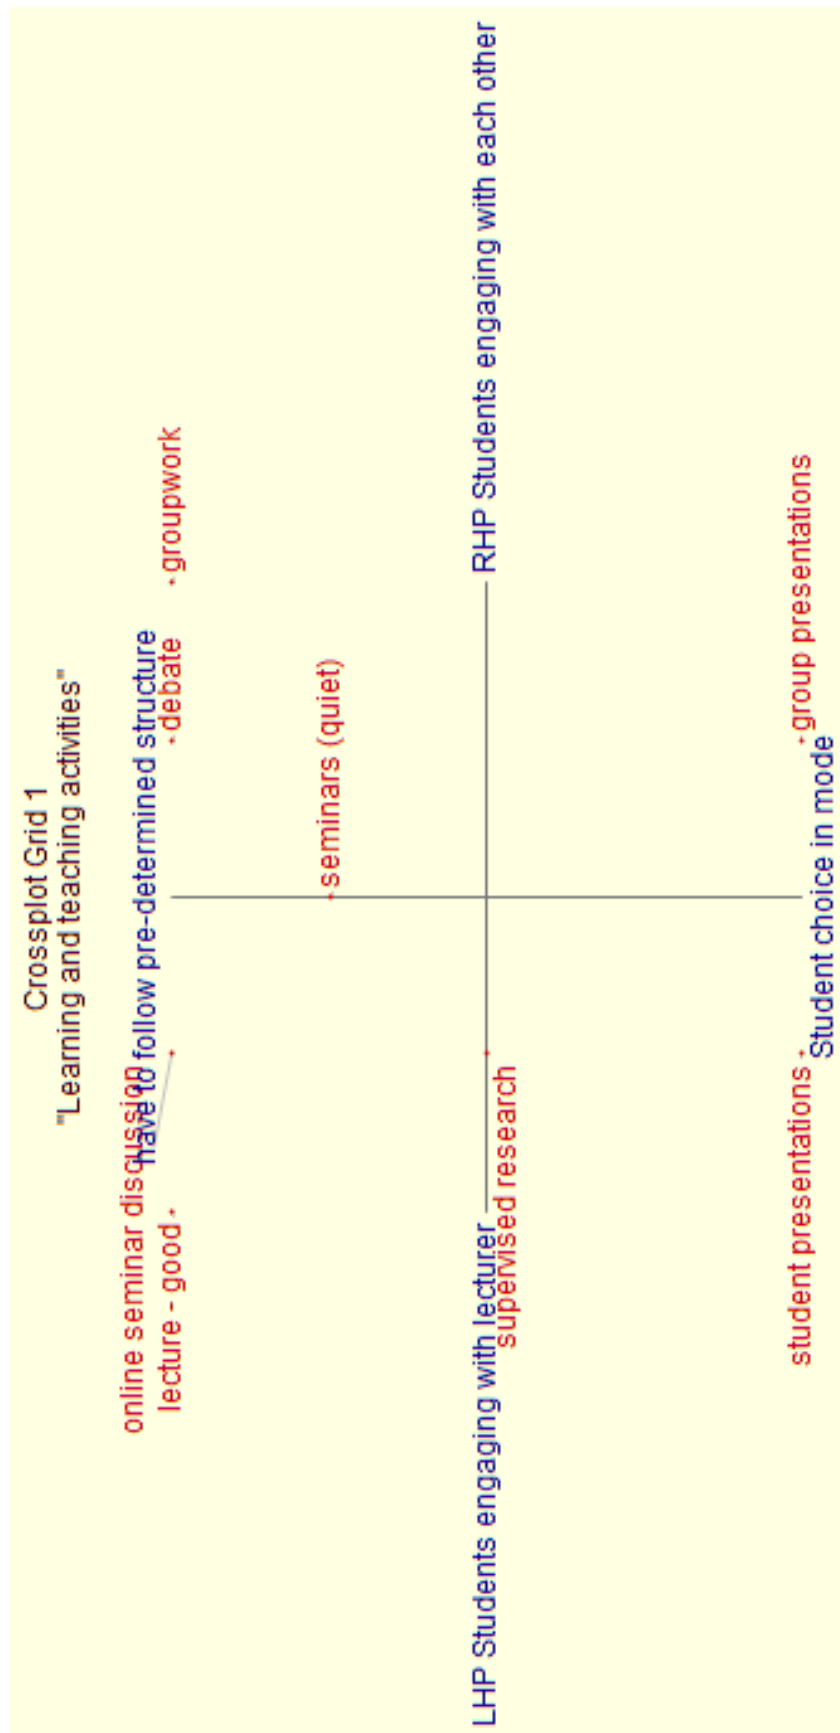 Crossplot Grid 1
"Learning and teaching activities"
online seminar discussion
have to follow pre-determined structure
lecture - good
debate
groupwork
seminars (quiet)
LHP Students engaging with lecturer
RHP Students engaging with each other
supervised research
student presentations
group presentations
Student choice in mode